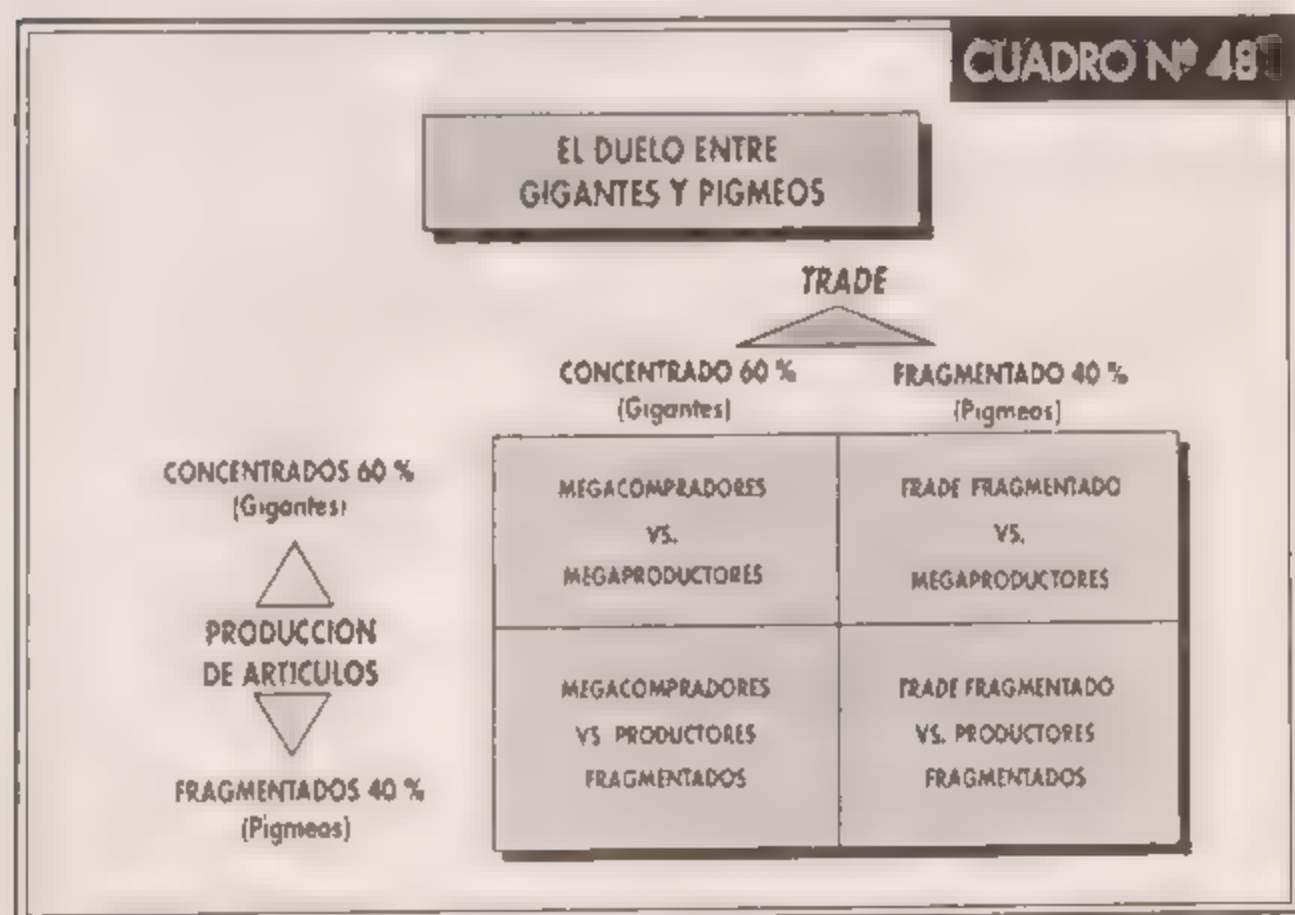 CUADRO Nº 48
EL DUELO ENTRE
GIGANTES Y PIGMEOS
TRADE
CONCENTRADO 60 %
(Gigantes)
FRAGMENTADO 40 %
(Pigmeos)
CONCENTRADOS 60 %
(Gigantes)
PRODUCCION
DE ARTICULOS
FRAGMENTADOS 40 %
(Pigmeos)
MEGACOMPRADORES
VS.
MEGAPRODUCTORES
TRADE FRAGMENTADO
VS.
MEGAPRODUCTORES
MEGACOMPRADORES
VS PRODUCTORES
FRAGMENTADOS
TRADE FRAGMENTADO
VS. PRODUCTORES
FRAGMENTADOS